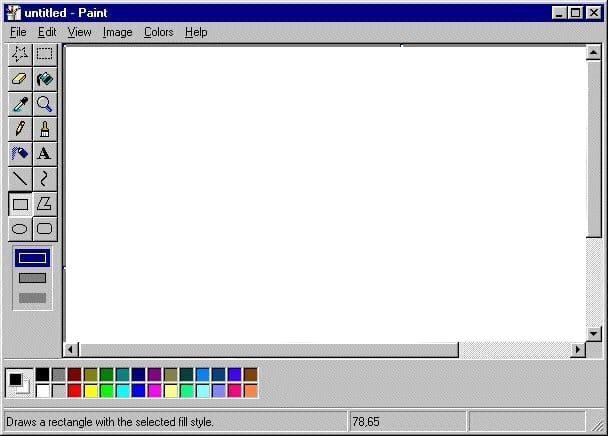 untitled - Paint
File Edit View Image Colors Help
A
Draws a rectangle with the selected fill style.
78,65